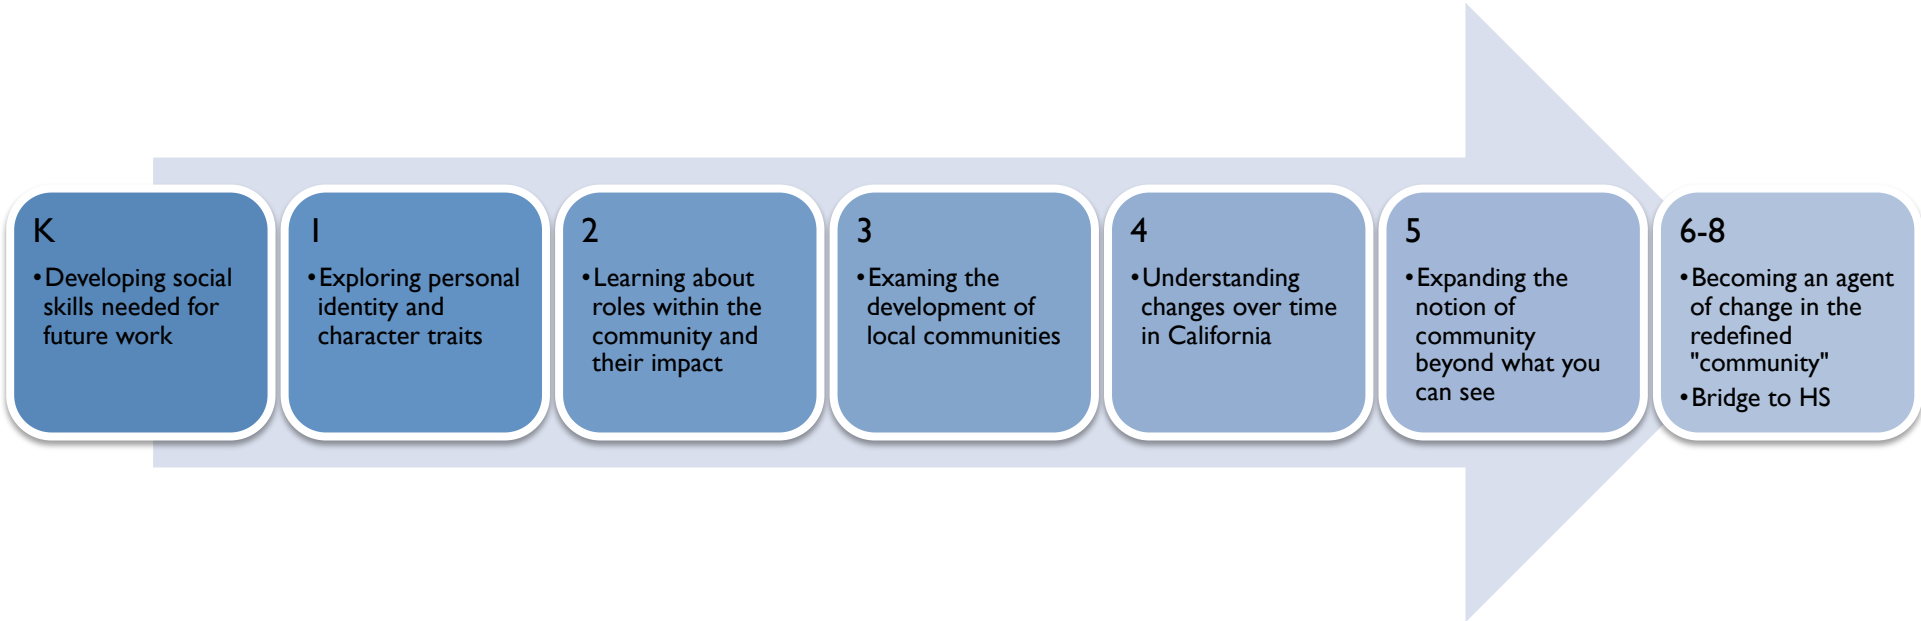 K
•Developing social
skills needed for
future work
1
•Exploring personal
identity and
character traits
2
•Learning about
roles within the
community and
their impact
3
•Examing the
development of
local communities
4
•Understanding
changes over time
in California
5
•Expanding the
notion of
community
beyond what you
can see
6-8
•Becoming an agent
of change in the
redefined
"community"
•Bridge to HS